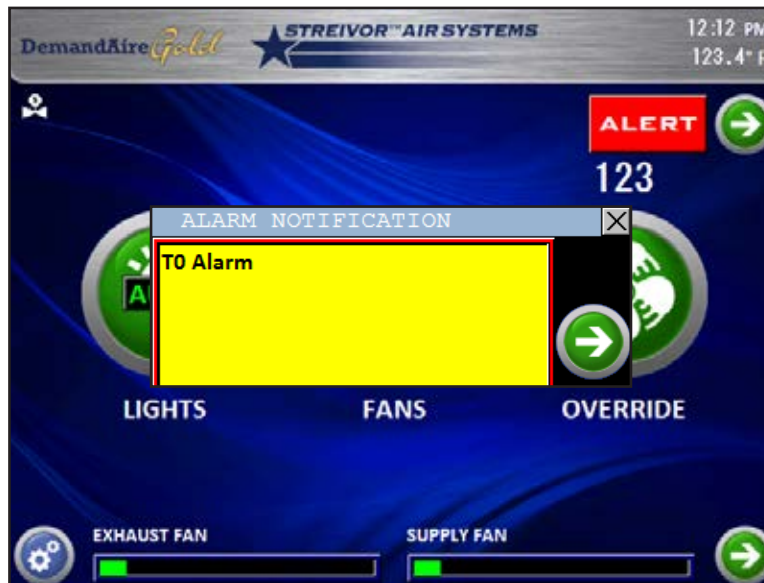 DemandAire Gold
STREIVOR™ AIR SYSTEMS
12:12 PM
123.4° F
ALERT
123
ALARM NOTIFICATION
T0 Alarm
LIGHTS
FANS
OVERRIDE
EXHAUST FAN
SUPPLY FAN